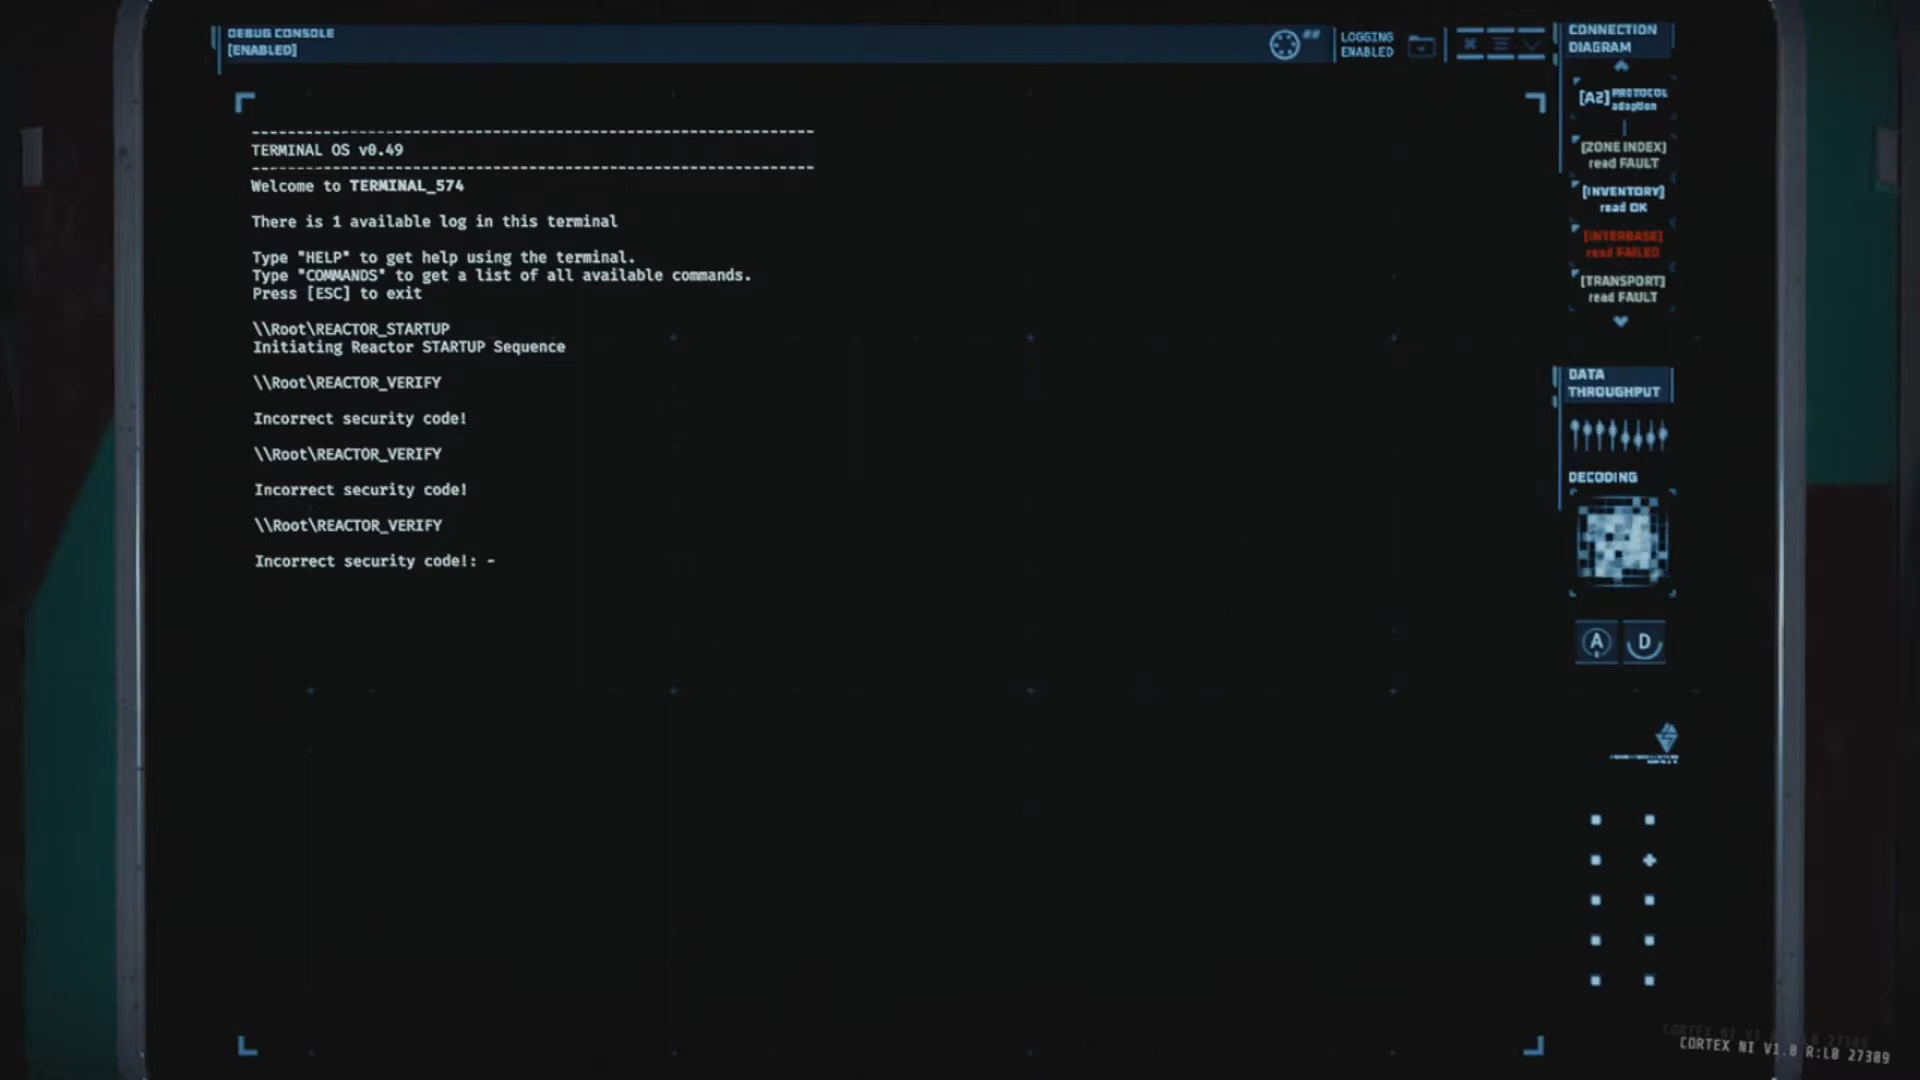 DEBUG CONSOLE
[ENABLED]
LOGGING
ENABLED
------------------------------------------------------------
TERMINAL OS v0.49
------------------------------------------------------------
Welcome to TERMINAL_574
There is 1 available log in this terminal
Type "HELP" to get help using the terminal.
Type "COMMANDS" to get a list of all available commands.
Press [ESC] to exit
\\Root\REACTOR_STARTUP
Initiating Reactor STARTUP Sequence
\\Root\REACTOR_VERIFY
Incorrect security code!
\\Root\REACTOR_VERIFY
Incorrect security code!
\\Root\REACTOR_VERIFY
Incorrect security code!: -
CONNECTION
DIAGRAM
[A2] PROTOCOL
adoption
[ZONE INDEX]
read FAULT
[INVENTORY]
read OK
[INTERBASE]
read FAILED
[TRANSPORT]
read FAULT
DATA
THROUGHPUT
DECODING
A D
CORTEX NI V1.0 R:L0 27309